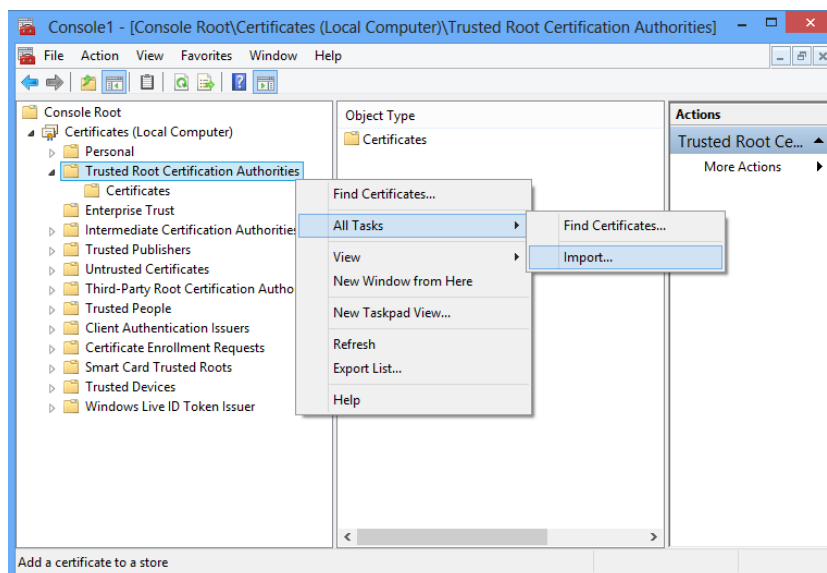 Console1 - [Console Root\Certificates (Local Computer)\Trusted Root Certification Authorities]
File Action View Favorites Window Help
Console Root
Certificates (Local Computer)
Personal
Trusted Root Certification Authorities
Certificates
Enterprise Trust
Intermediate Certification Authorities
Trusted Publishers
Untrusted Certificates
Third-Party Root Certification Autho
Trusted People
Client Authentication Issuers
Certificate Enrollment Requests
Smart Card Trusted Roots
Trusted Devices
Windows Live ID Token Issuer
Object Type
Certificates
Find Certificates...
All Tasks
View
New Window from Here
New Taskpad View...
Refresh
Export List...
Help
Find Certificates...
Import...
Actions
Trusted Root Ce...
More Actions
Add a certificate to a store